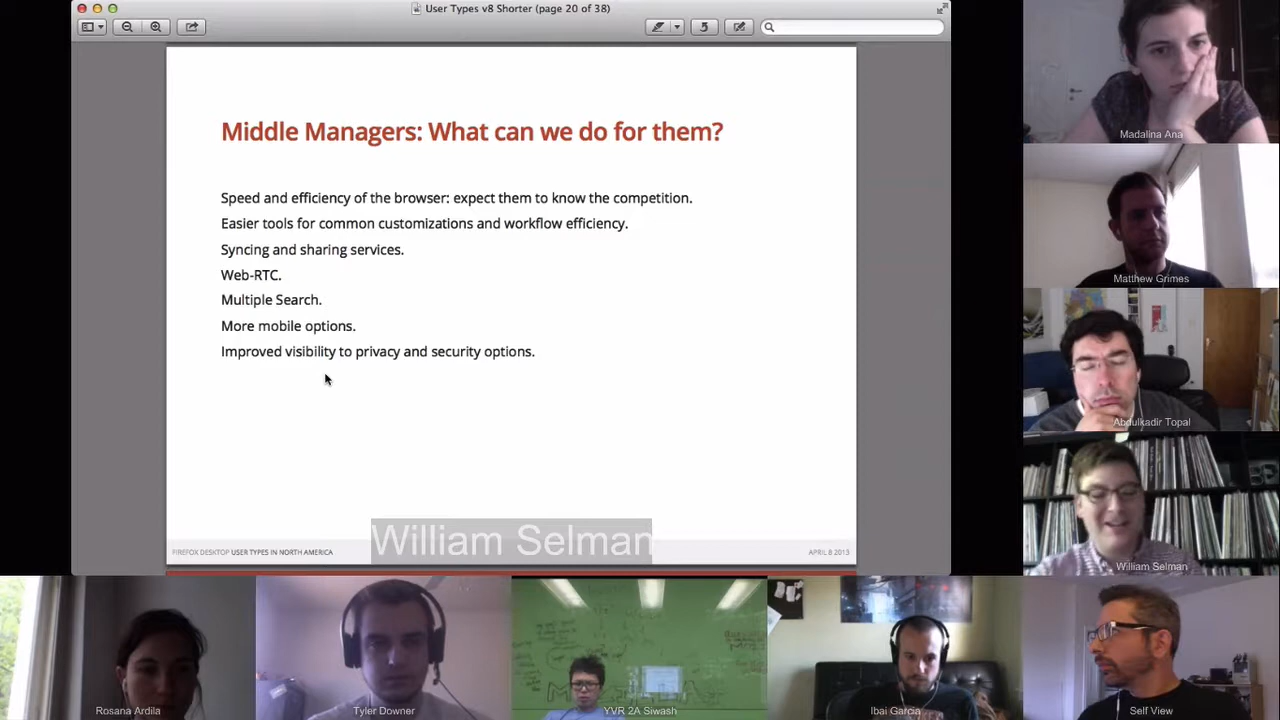 User Types v8 Shorter (page 20 of 38)
Middle Managers: What can we do for them?
Speed and efficiency of the browser: expect them to know the competition.
Easier tools for common customizations and workflow efficiency.
Syncing and sharing services.
Web-RTC.
Multiple Search.
More mobile options.
Improved visibility to privacy and security options.
William Selman
FIREFOX DESKTOP USER TYPES IN NORTH AMERICA
APRIL 8 2013
Madalina Ana
Matthew Grimes
Abdulkadir Topal
William Selman
Rosana Ardila
Tyler Downer
YVR 2A Siwash
Ibai Garcia
Self View